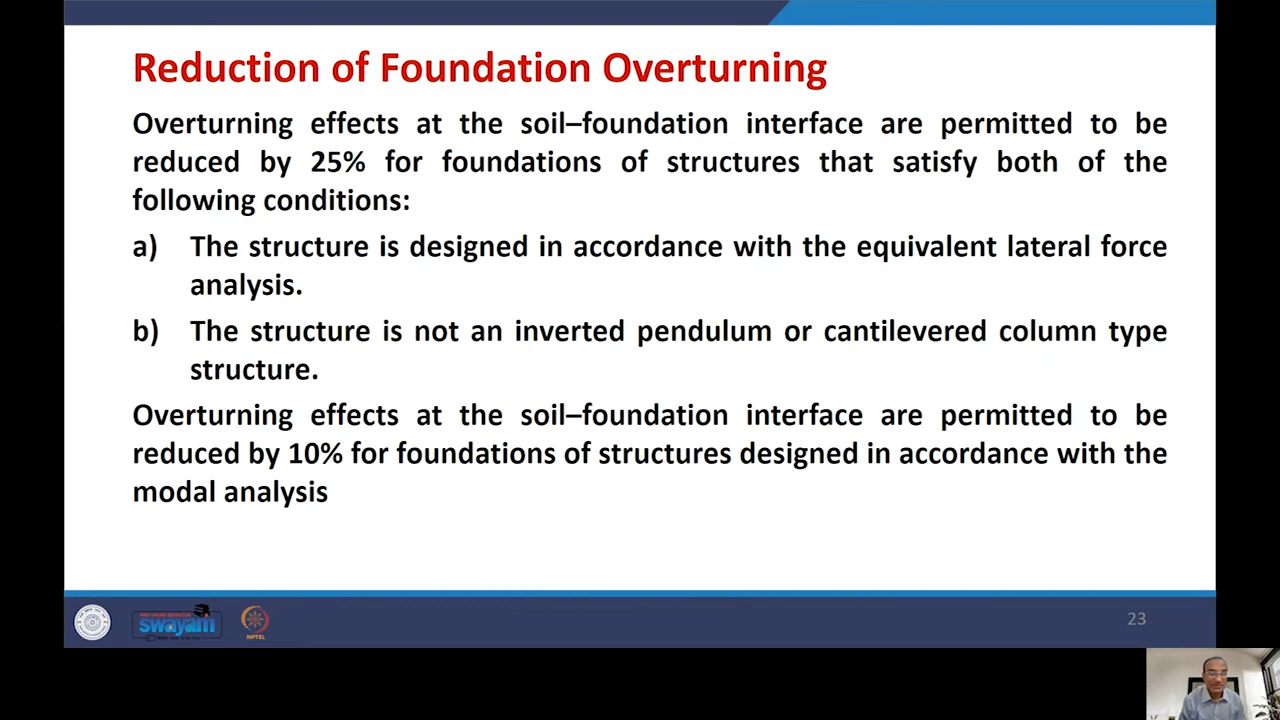 Reduction of Foundation Overturning
Overturning effects at the soil–foundation interface are permitted to be
reduced by 25% for foundations of structures that satisfy both of the
following conditions:
a) The structure is designed in accordance with the equivalent lateral force
analysis.
b) The structure is not an inverted pendulum or cantilevered column type
structure.
Overturning effects at the soil–foundation interface are permitted to be
reduced by 10% for foundations of structures designed in accordance with the
modal analysis
swayam
NPTEL
23